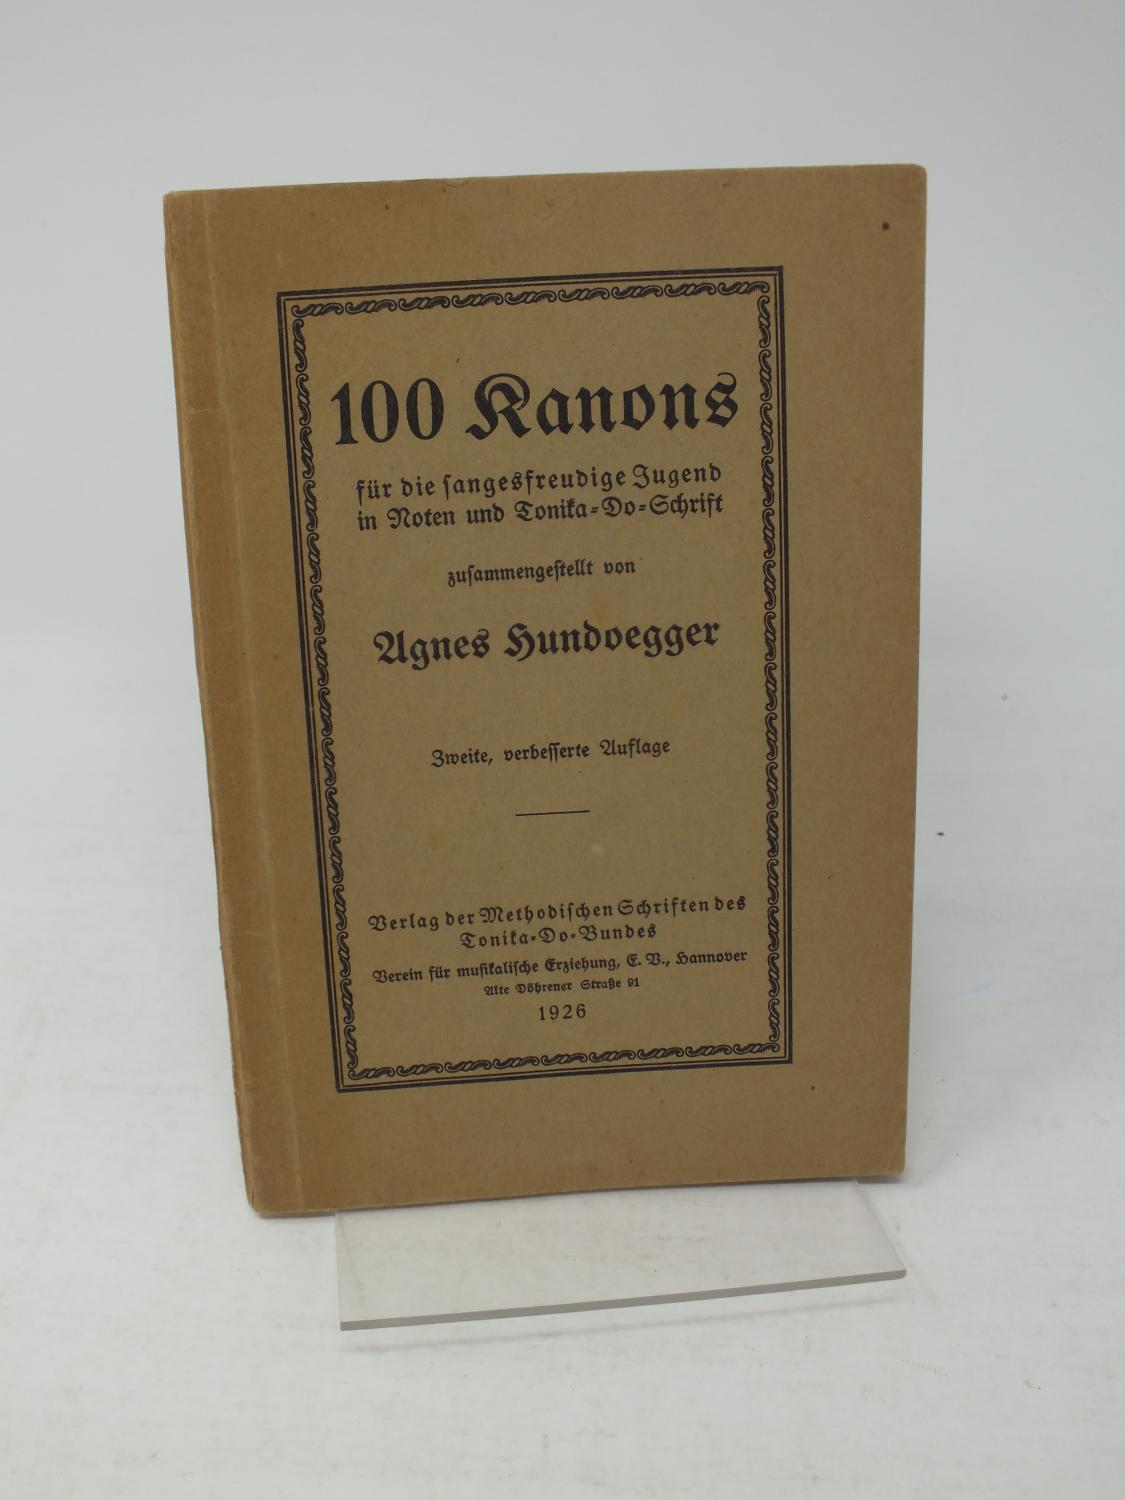 100 Kanons
für die sangesfreudige Jugend
in Noten und Tonika-Do-Schrift
zusammengestellt von
Agnes Hundoegger
Zweite, verbesserte Auflage
Verlag der Methodischen Schriften des
Tonika-Do-Bundes
Verein für musikalische Erziehung, E. V., Hannover
Alte Döhrener Straße 91
1926